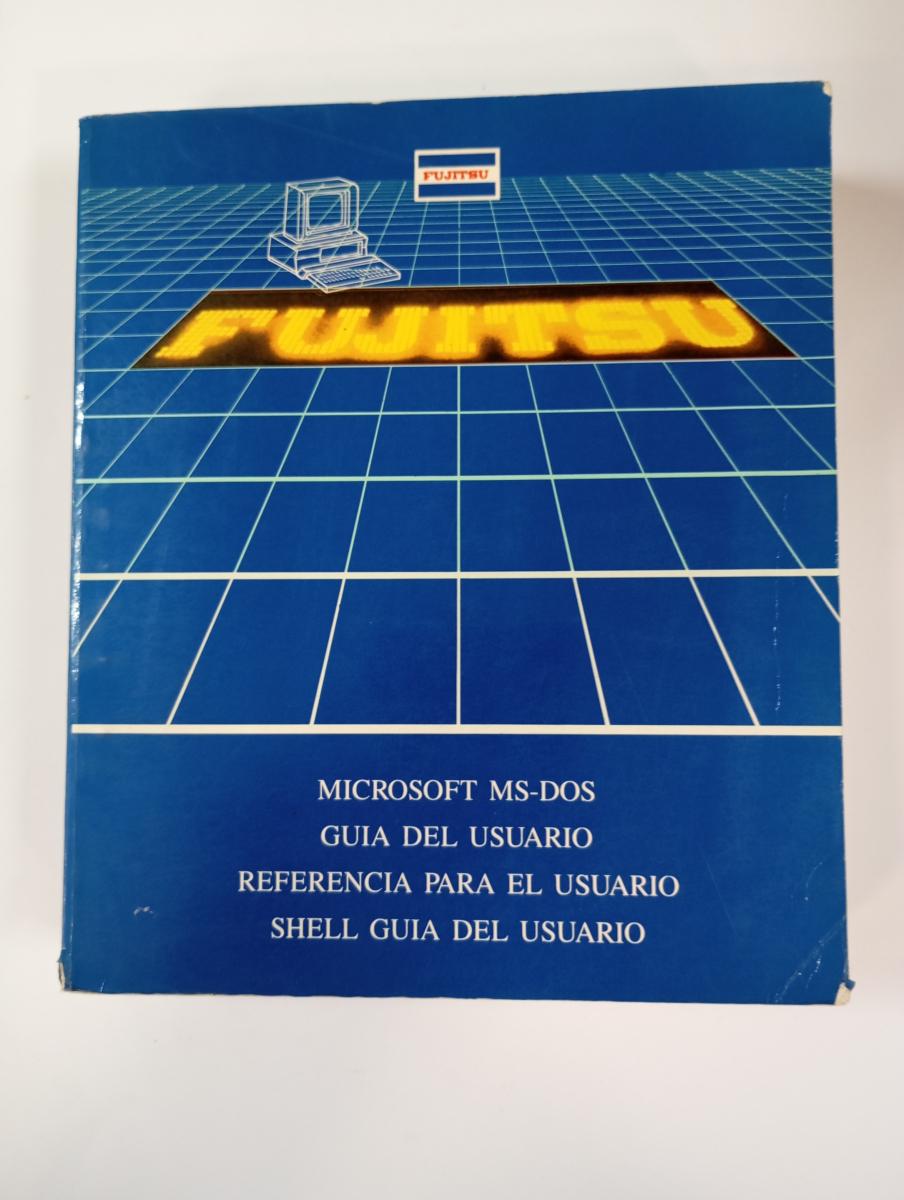 FUJITSU
FUJITSU
MICROSOFT MS-DOS
GUIA DEL USUARIO
REFERENCIA PARA EL USUARIO
SHELL GUIA DEL USUARIO